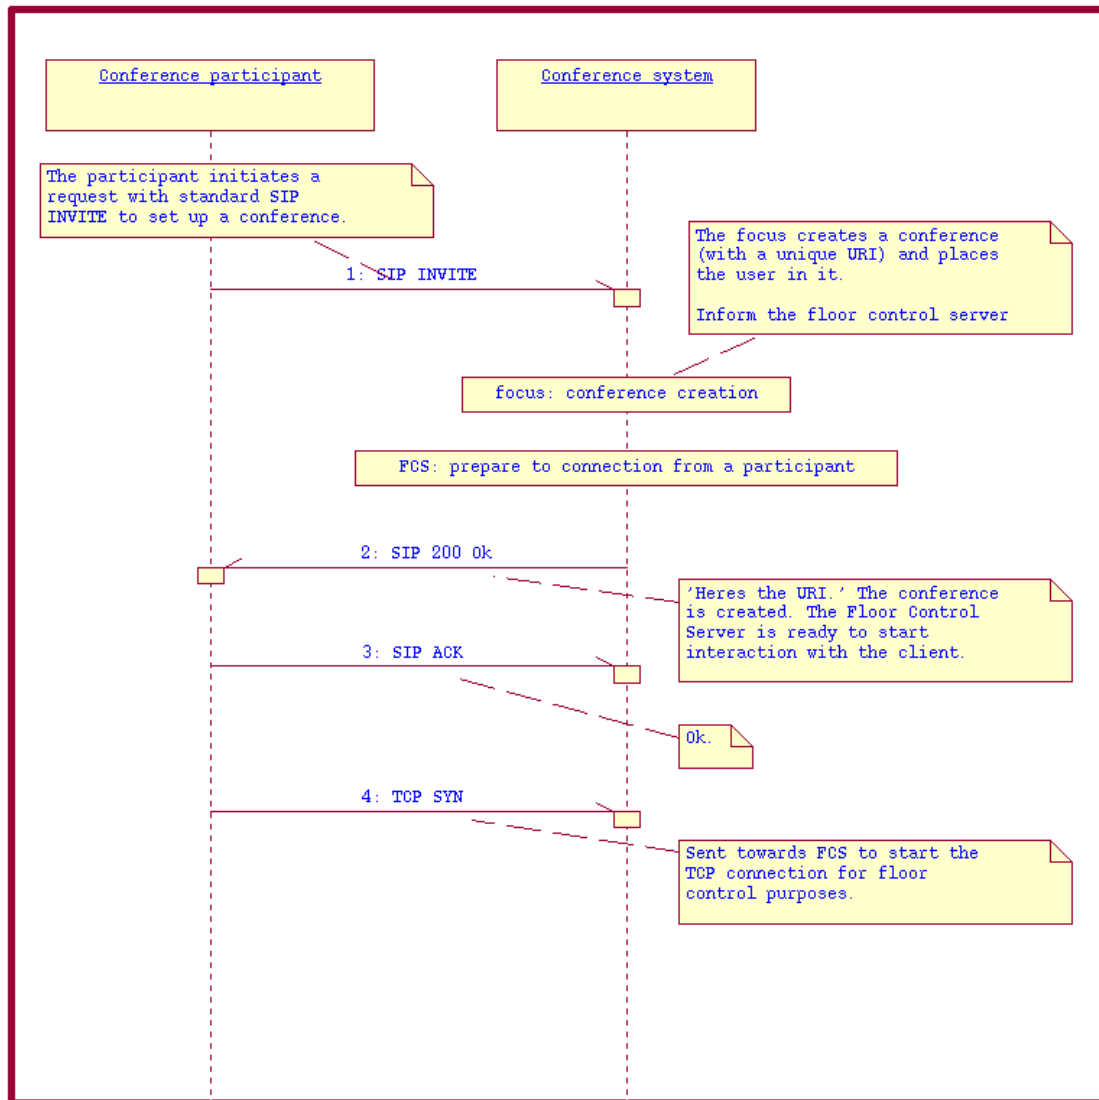 Conference participant
Conference system
The participant initiates a
request with standard SIP
INVITE to set up a conference.
The focus creates a conference
(with a unique URI) and places
the user in it.
Inform the floor control server
1: SIP INVITE
focus: conference creation
FCS: prepare to connection from a participant
2: SIP 200 Ok
'Heres the URI.' The conference
is created. The Floor Control
Server is ready to start
interaction with the client.
3: SIP ACK
Ok.
4: TCP SYN
Sent towards FCS to start the
TCP connection for floor
control purposes.